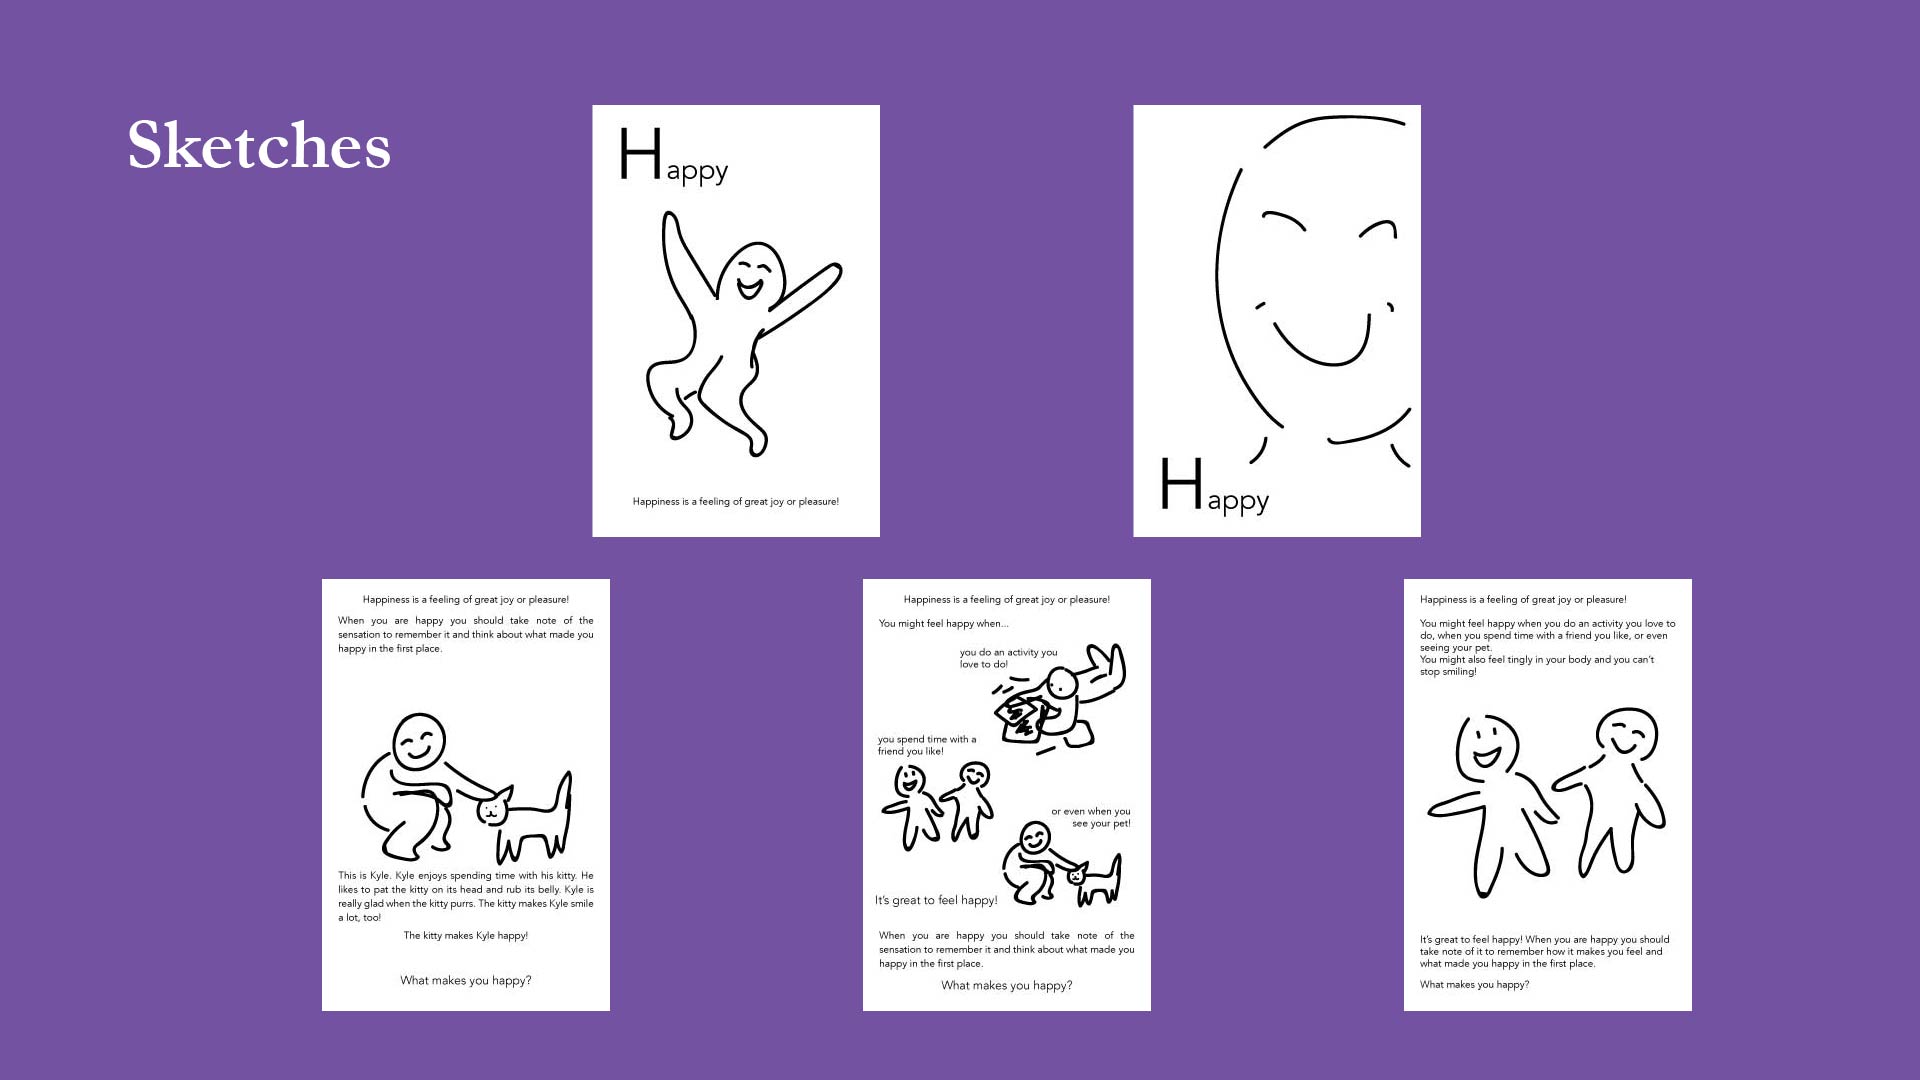 Sketches
Happy
Happiness is a feeling of great joy or pleasure!
Happy
Happiness is a feeling of great joy or pleasure!
When you are happy you should take note of the
sensation to remember it and think about what made you
happy in the first place.
This is Kyle. Kyle enjoys spending time with his kitty. He
likes to pat the kitty on its head and rub its belly. Kyle is
really glad when the kitty purrs. The kitty makes Kyle smile
a lot, too!
The kitty makes Kyle happy!
What makes you happy?
Happiness is a feeling of great joy or pleasure!
You might feel happy when...
you do an activity you
love to do!
you spend time with a
friend you like!
or even when you
see your pet!
It's great to feel happy!
When you are happy you should take note of the
sensation to remember it and think about what made you
happy in the first place.
What makes you happy?
Happiness is a feeling of great joy or pleasure!
You might feel happy when you do an activity you love to
do, when you spend time with a friend you like, or even
seeing your pet.
You might also feel tingly in your body and you can't
stop smiling!
It's great to feel happy! When you are happy you should
take note of it to remember how it makes you feel and
what made you happy in the first place.
What makes you happy?